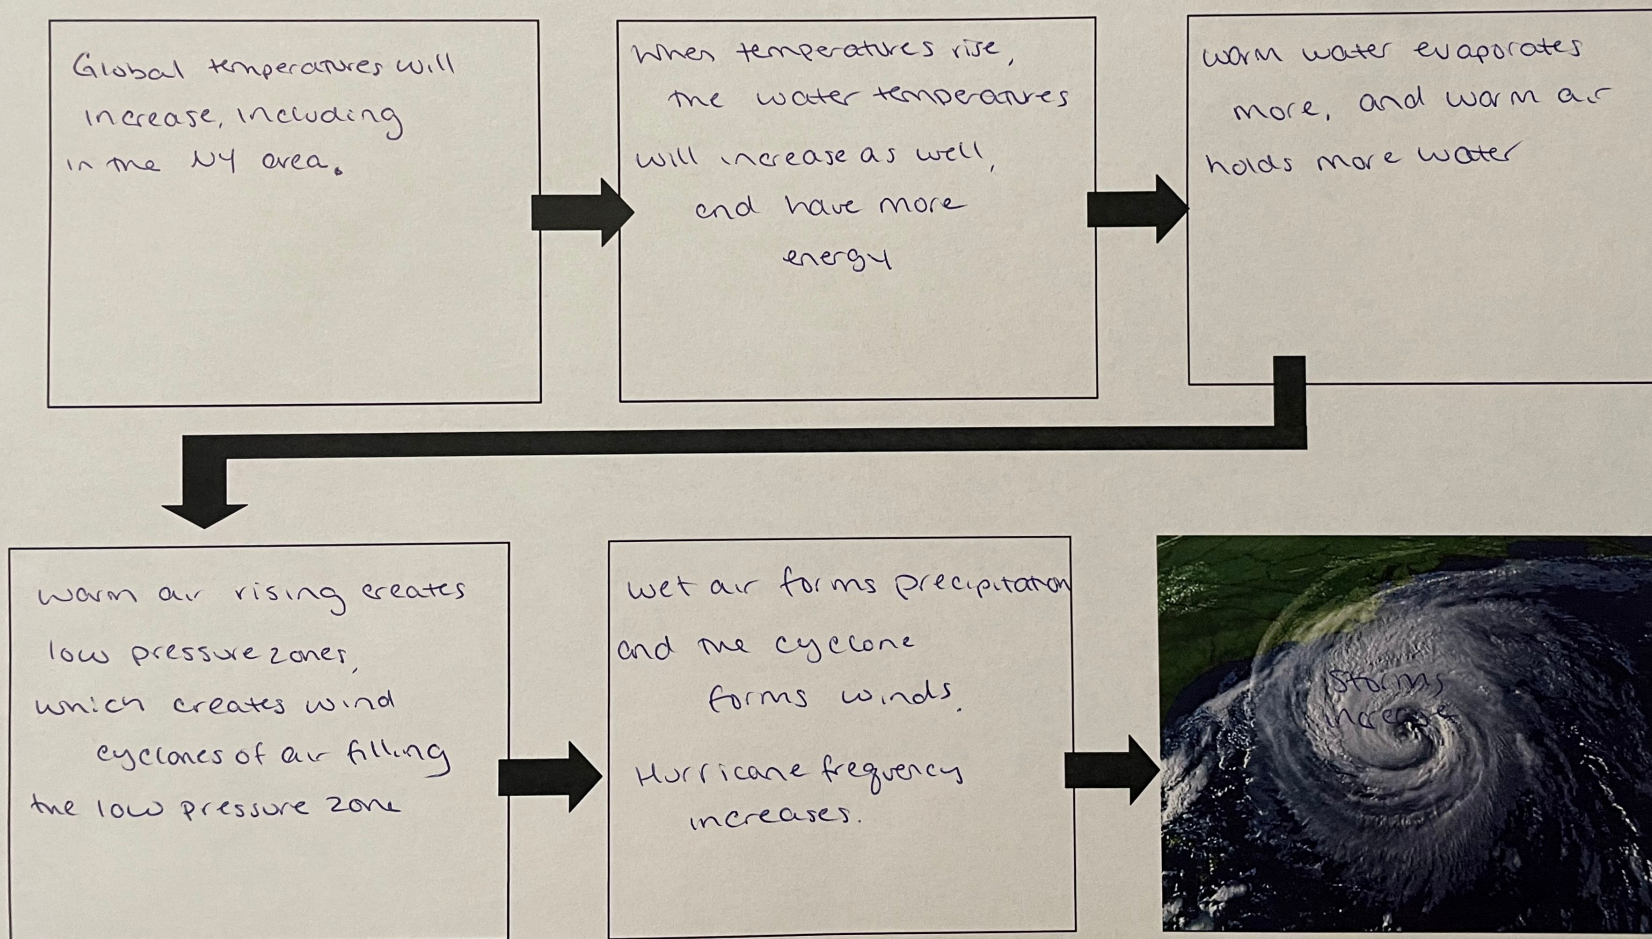 Global temperatures will
increase, including
in the NY area.
When temperatures rise,
the water temperatures
will increase as well,
and have more
energy
warm water evaporates
more, and warm air
holds more water
warm air rising creates
low pressure zones,
which creates wind
cyclones of air filling
the low pressure zone
wet air forms precipitation
and the cyclone
forms winds.
Hurricane frequency
increases.
Storms
increase